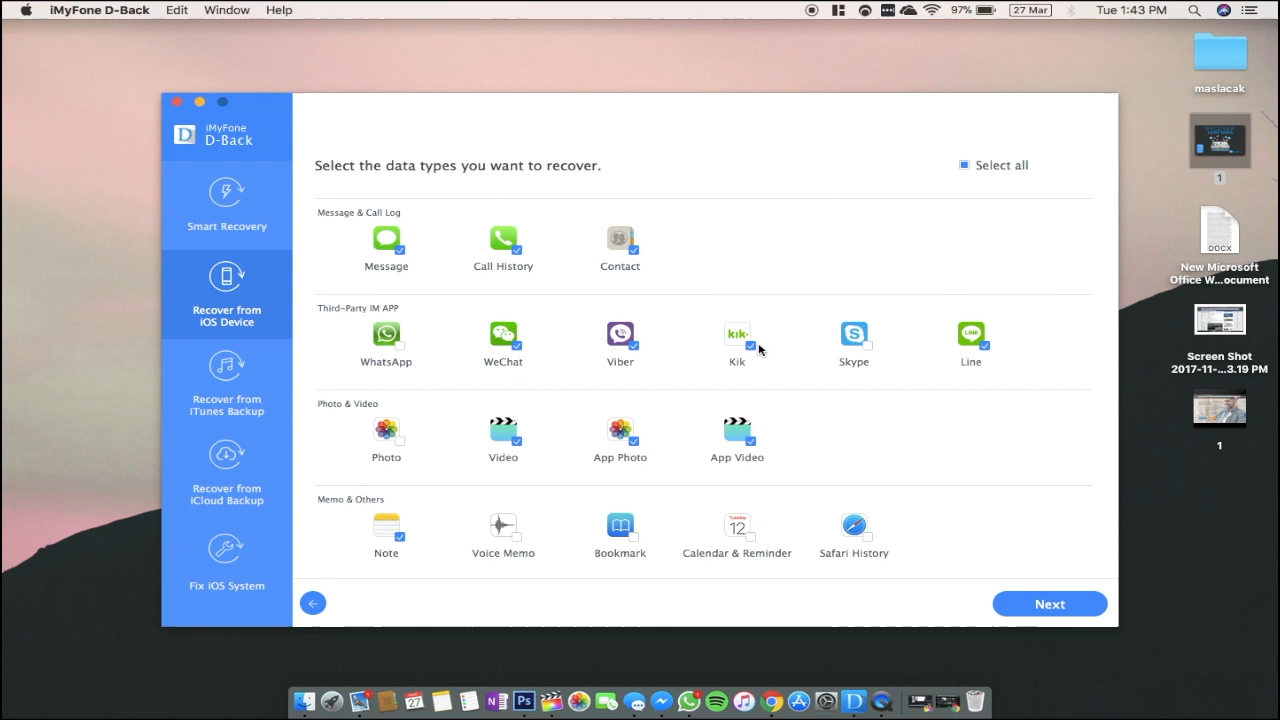 iMyFone D-Back Edit Window Help 97% 27 Mar Tue 1:43 PM
maslacak
1
DOCX
New Microsoft
Office W...ocument
Screen Shot
2017-11-...3.19 PM
1
D iMyFone
D-Back
Smart Recovery
Recover from
iOS Device
Recover from
iTunes Backup
Recover from
iCloud Backup
Fix iOS System
Select the data types you want to recover. Select all
Message & Call Log
Message Call History Contact
Third-Party IM APP
kik. LINE
WhatsApp WeChat Viber Kik Skype Line
Photo & Video
Photo Video App Photo App Video
Memo & Others
Tuesday
12
Note Voice Memo Bookmark Calendar & Reminder Safari History
Next
27 N Ps D